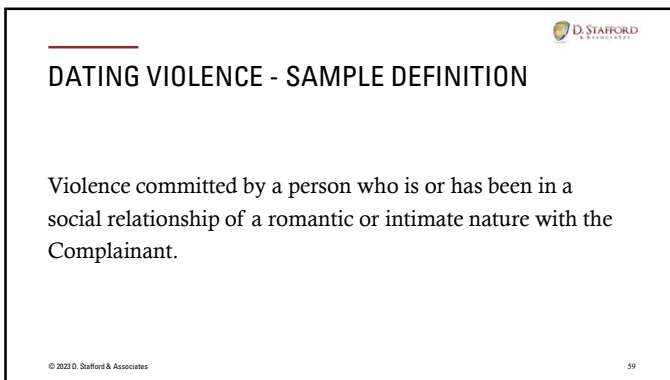 D. STAFFORD
& ASSOCIATES
DATING VIOLENCE - SAMPLE DEFINITION
Violence committed by a person who is or has been in a
social relationship of a romantic or intimate nature with the
Complainant.
© 2023 D. Stafford & Associates
59